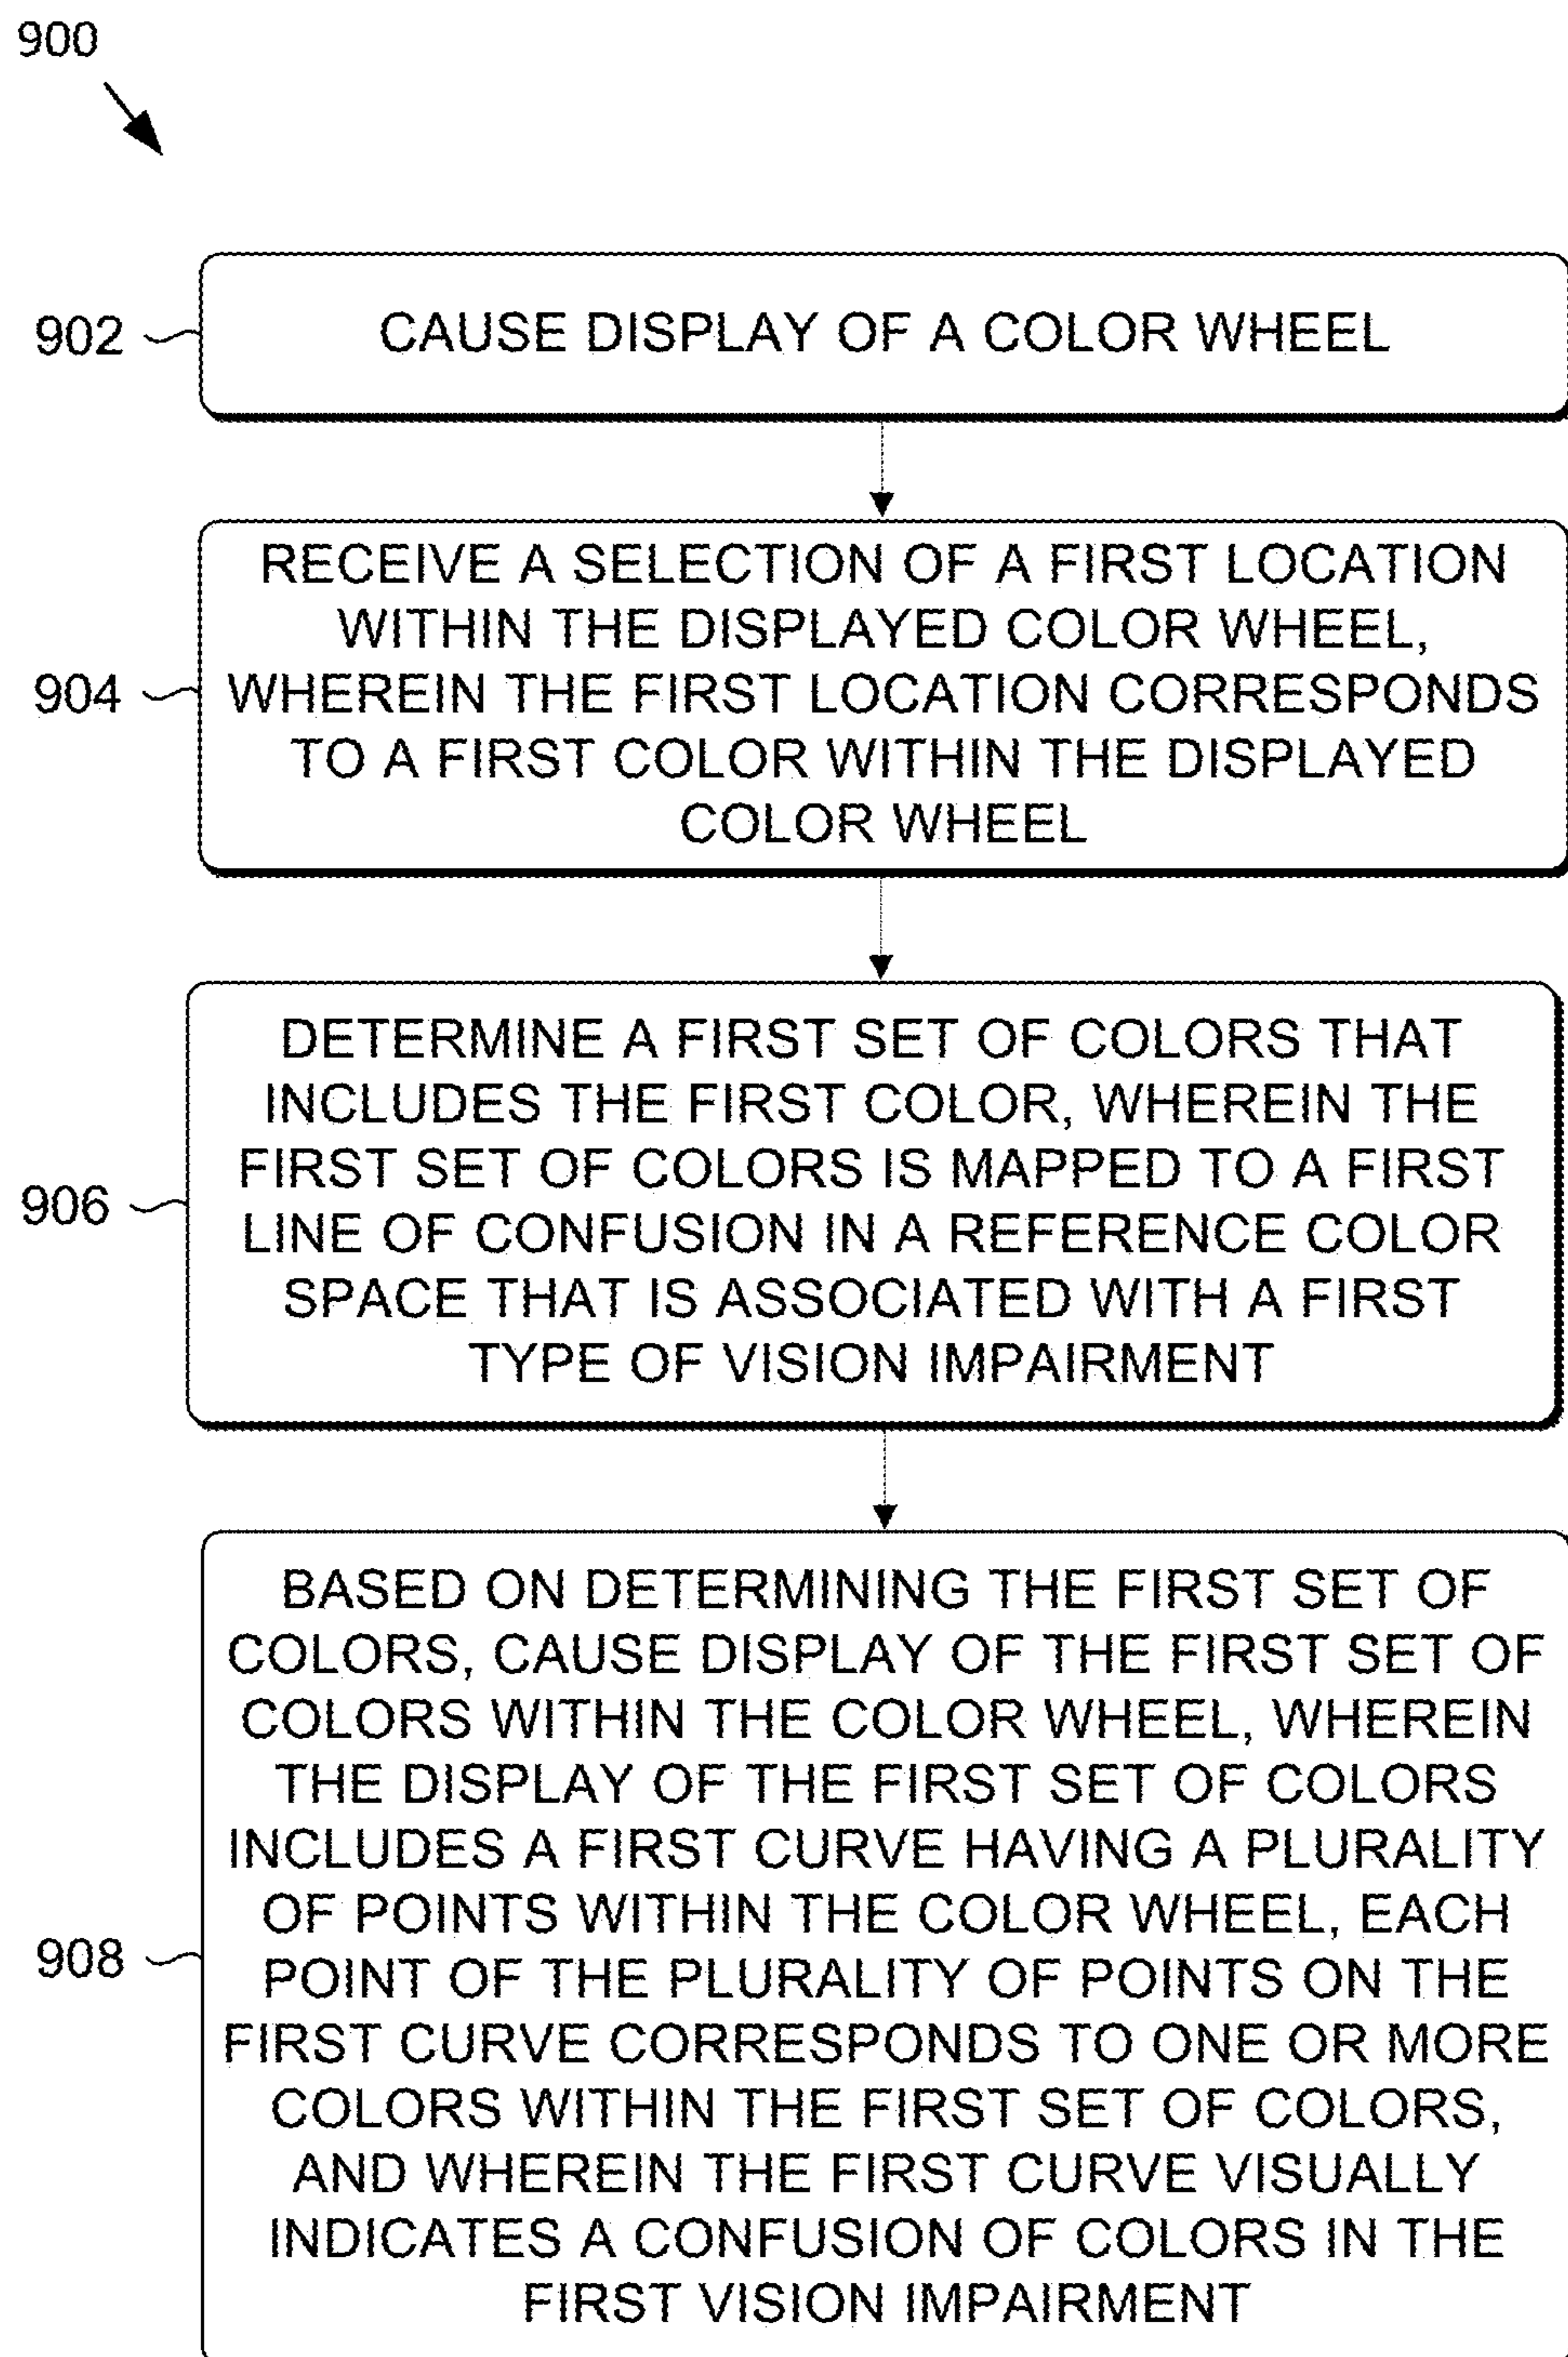 900
902
CAUSE DISPLAY OF A COLOR WHEEL
904
RECEIVE A SELECTION OF A FIRST LOCATION
WITHIN THE DISPLAYED COLOR WHEEL,
WHEREIN THE FIRST LOCATION CORRESPONDS
TO A FIRST COLOR WITHIN THE DISPLAYED
COLOR WHEEL
906
DETERMINE A FIRST SET OF COLORS THAT
INCLUDES THE FIRST COLOR, WHEREIN THE
FIRST SET OF COLORS IS MAPPED TO A FIRST
LINE OF CONFUSION IN A REFERENCE COLOR
SPACE THAT IS ASSOCIATED WITH A FIRST
TYPE OF VISION IMPAIRMENT
908
BASED ON DETERMINING THE FIRST SET OF
COLORS, CAUSE DISPLAY OF THE FIRST SET OF
COLORS WITHIN THE COLOR WHEEL, WHEREIN
THE DISPLAY OF THE FIRST SET OF COLORS
INCLUDES A FIRST CURVE HAVING A PLURALITY
OF POINTS WITHIN THE COLOR WHEEL, EACH
POINT OF THE PLURALITY OF POINTS ON THE
FIRST CURVE CORRESPONDS TO ONE OR MORE
COLORS WITHIN THE FIRST SET OF COLORS,
AND WHEREIN THE FIRST CURVE VISUALLY
INDICATES A CONFUSION OF COLORS IN THE
FIRST VISION IMPAIRMENT